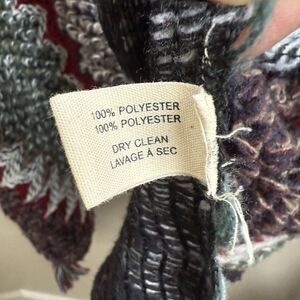 100% POLYESTER
100% POLYESTER
DRY CLEAN
LAVAGE À SEC